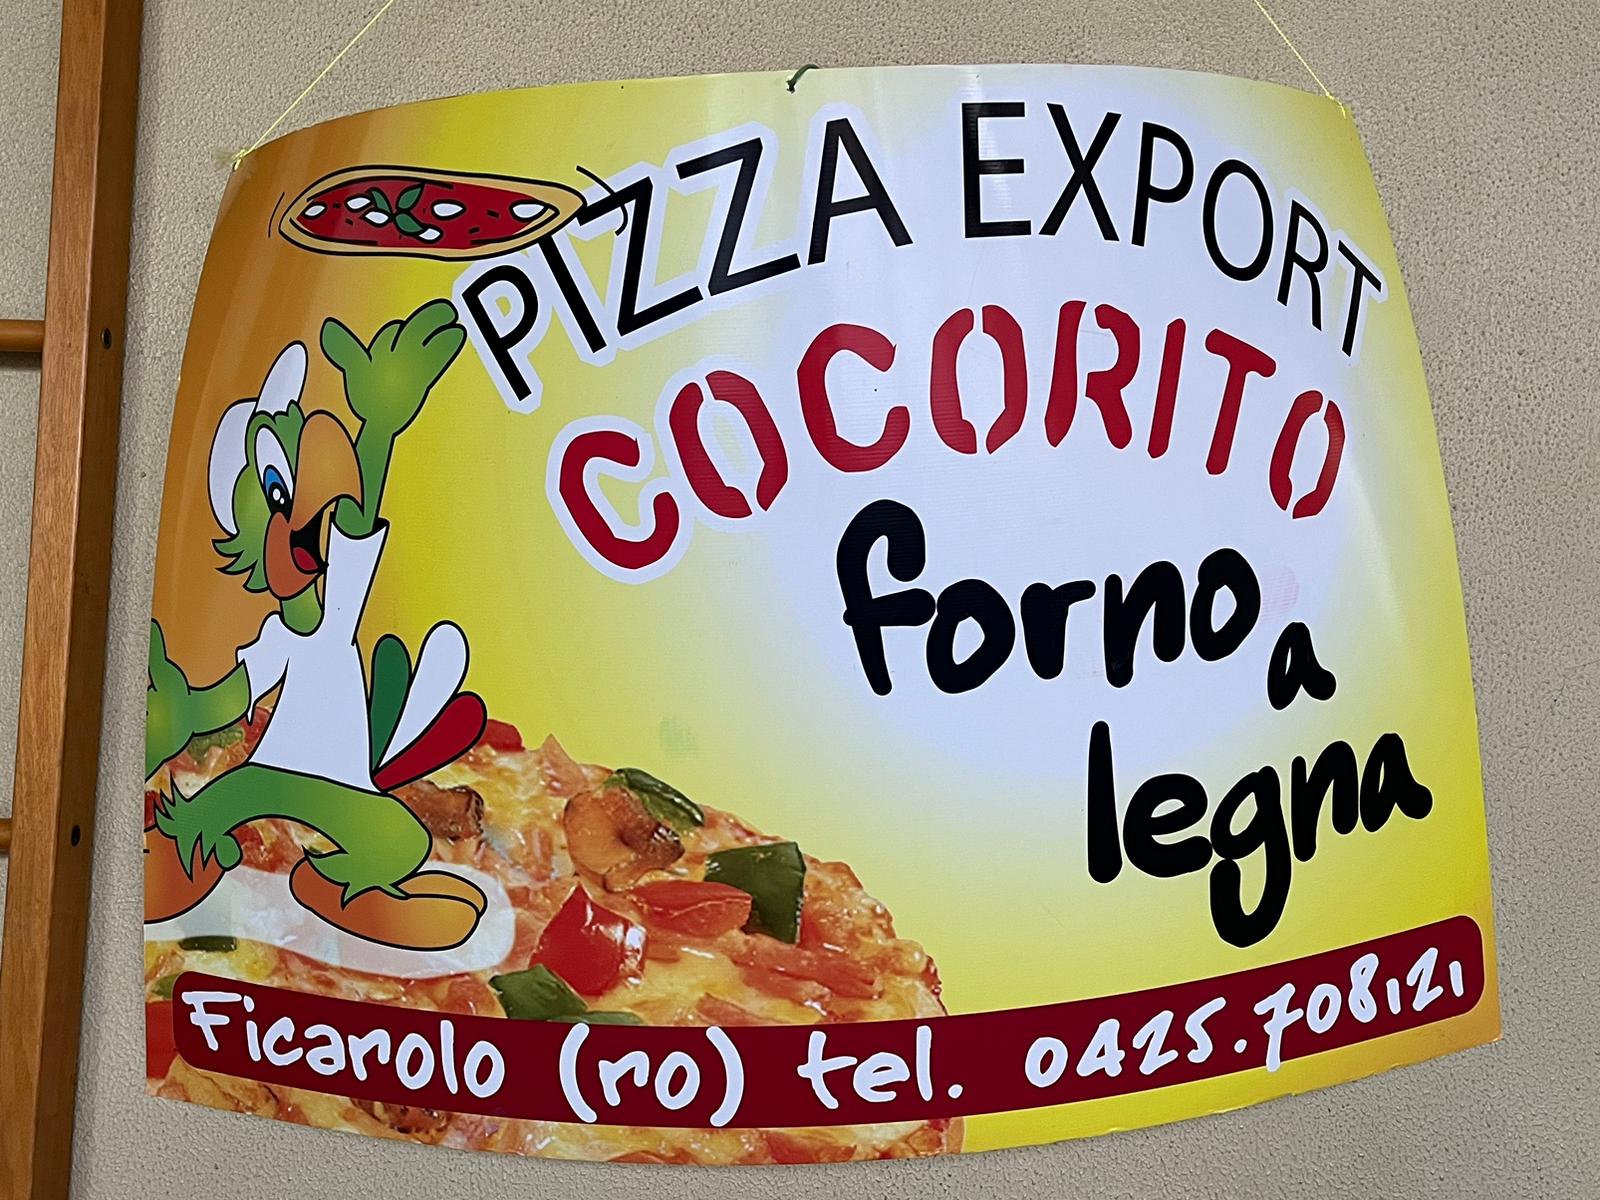 PIZZA EXPORT
COCORITO
forno
a
legna
Ficarolo (ro) tel. 0425.708121